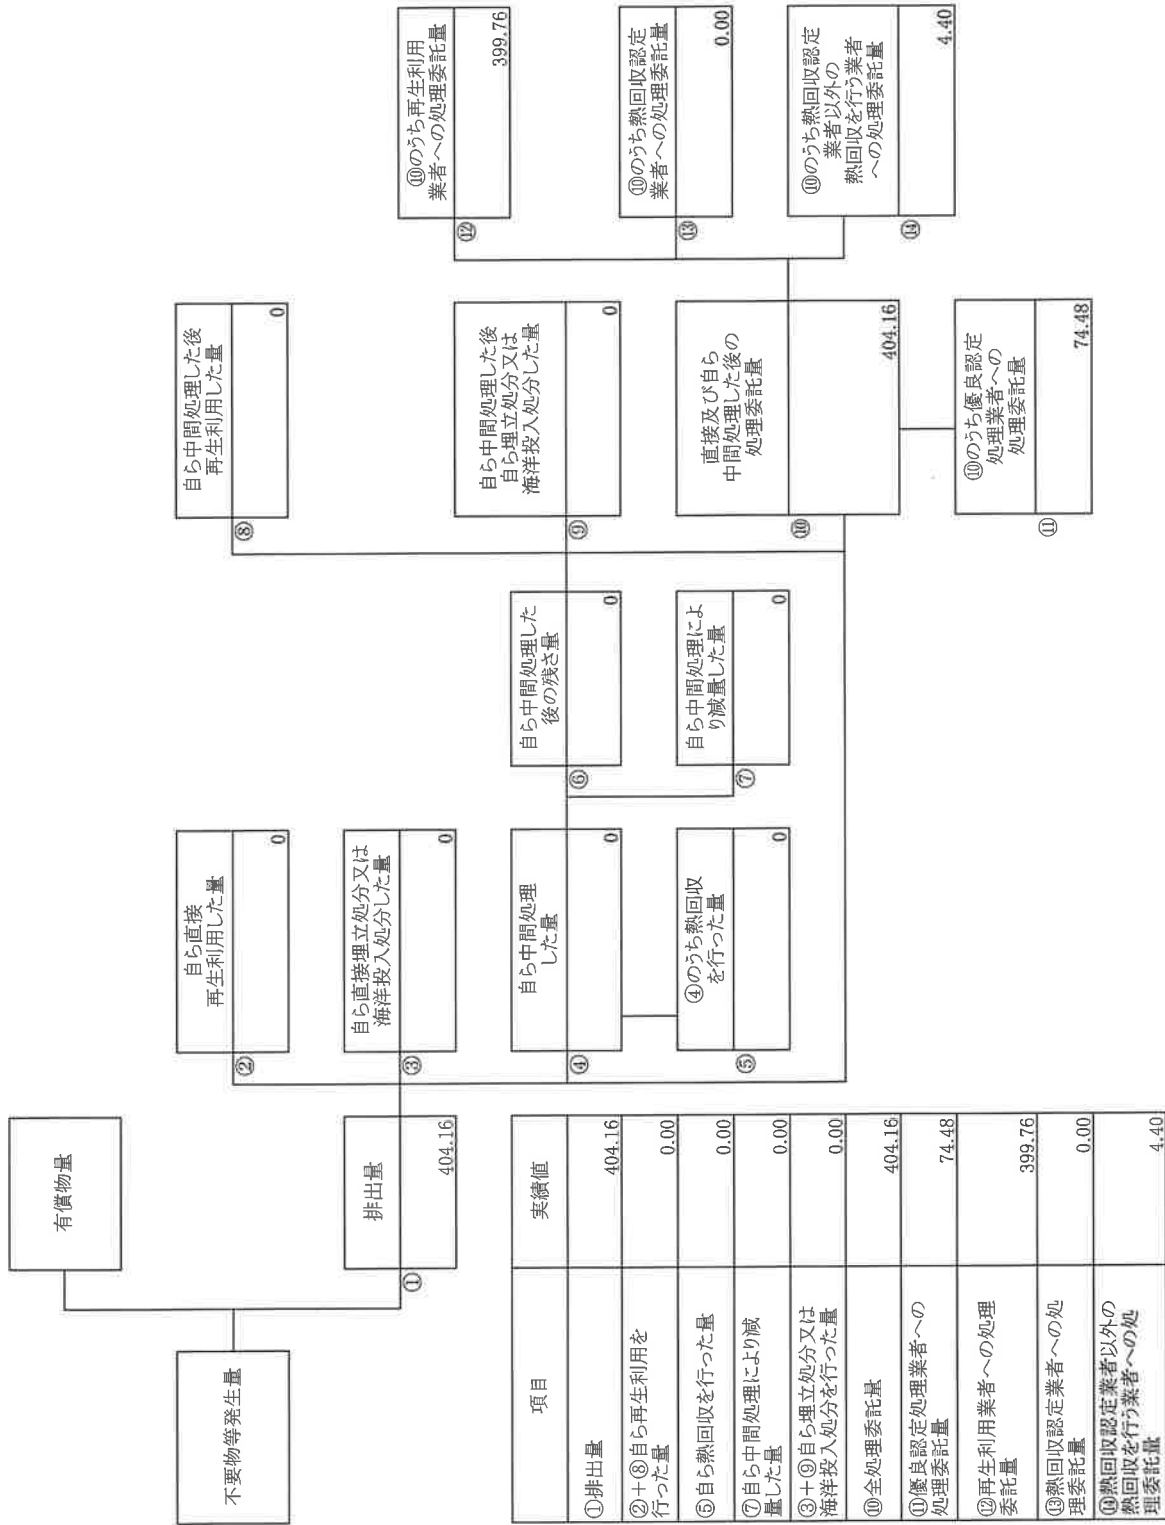 不要物等発生量
有償物量
①
排出量
404.16
②
自ら直接
再生利用した量
0
③
自ら直接埋立処分又は
海洋投入処分した量
0
④
自ら中間処理
した量
0
⑤
④のうち熱回収
を行った量
0
⑥
自ら中間処理した
後の残さ量
0
⑦
自ら中間処理によ
り減量した量
0
⑧
自ら中間処理した後
再生利用した量
0
⑨
自ら中間処理した後
自ら埋立処分又は
海洋投入処分した量
0
⑩
直接及び自ら
中間処理した後の
処理委託量
404.16
⑪
⑩のうち優良認定
処理業者への
処理委託量
74.48
⑫
⑩のうち再生利用
業者への処理委託量
399.76
⑬
⑩のうち熱回収認定
業者への処理委託量
0.00
⑭
⑩のうち熱回収認定
業者以外の
熱回収を行う業者
への処理委託量
4.40
項目 実績値
①排出量 404.16
②+⑧自ら再生利用を
行った量 0.00
⑤自ら熱回収を行った量 0.00
⑦自ら中間処理により減
量した量 0.00
③+⑨自ら埋立処分又は
海洋投入処分を行った量 0.00
⑩全処理委託量 404.16
⑪優良認定処理業者への
処理委託量 74.48
⑫再生利用業者への処理
委託量 399.76
⑬熱回収認定業者への処
理委託量 0.00
⑭熱回収認定業者以外の
熱回収を行う業者への処
理委託量 4.40